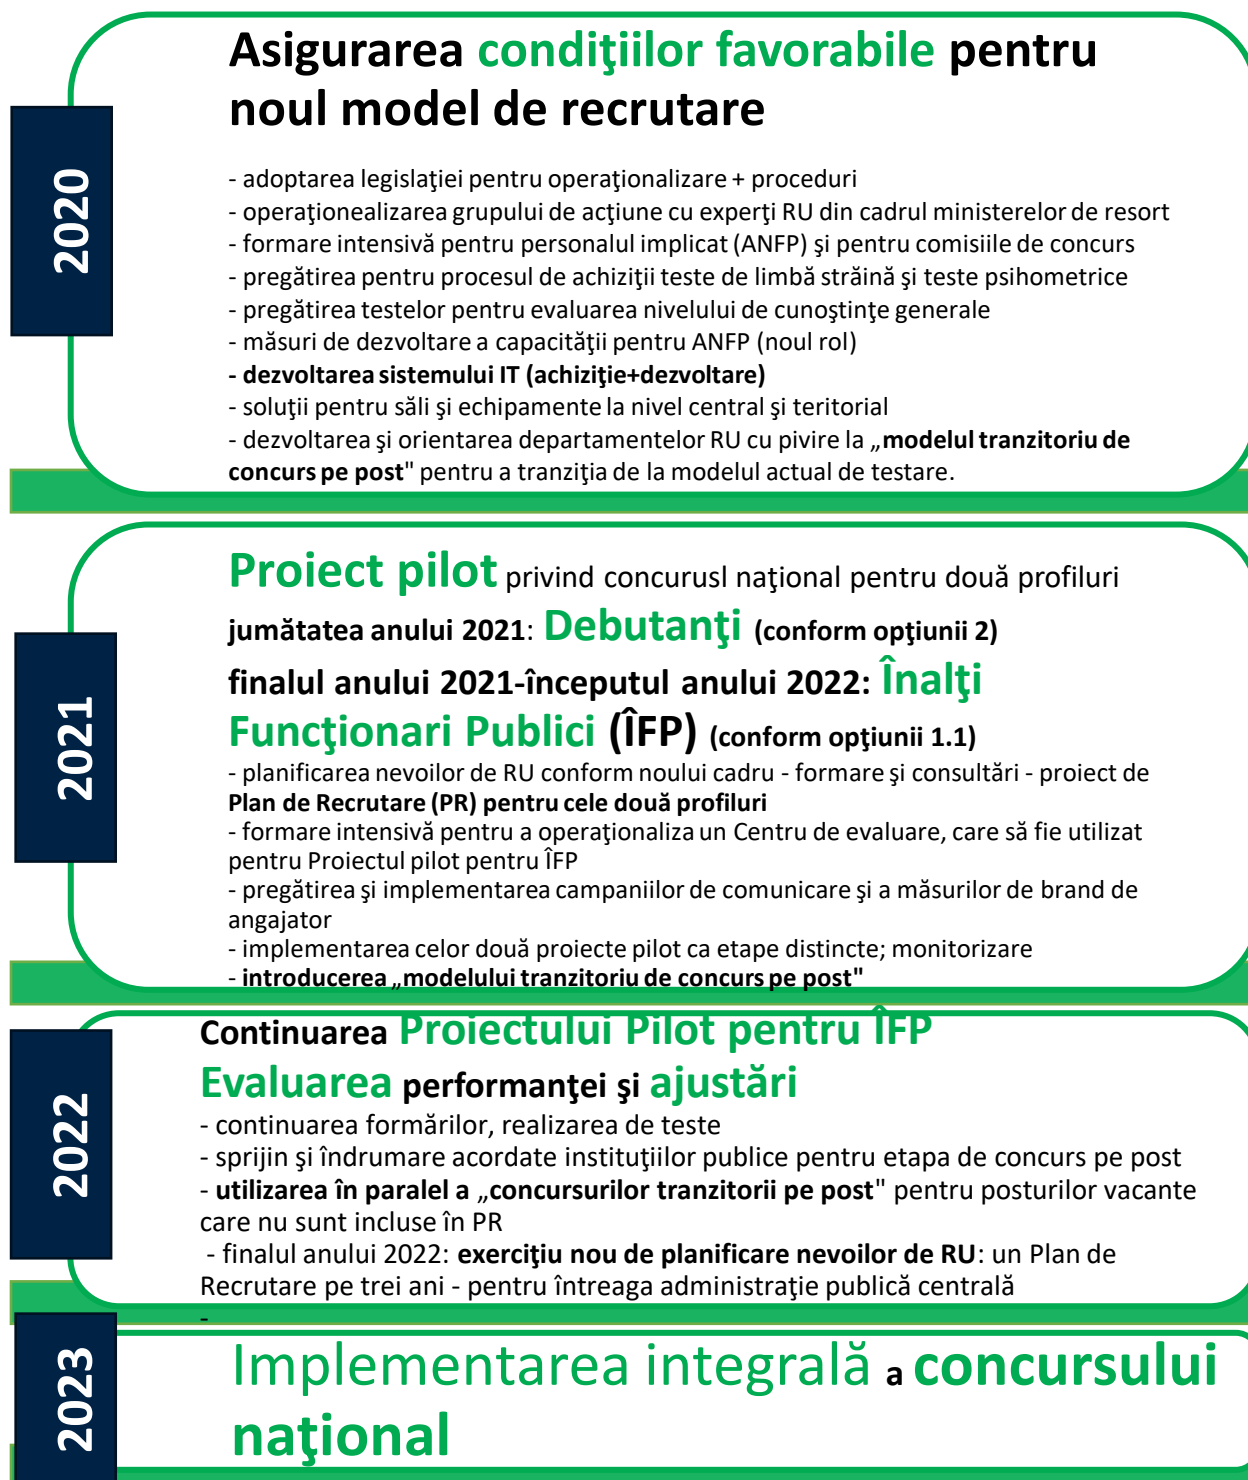 2020
Asigurarea condiţiilor favorabile pentru
noul model de recrutare
- adoptarea legislaţiei pentru operaţionalizare + proceduri
- operaţionealizarea grupului de acţiune cu experţi RU din cadrul ministerelor de resort
- formare intensivă pentru personalul implicat (ANFP) şi pentru comisiile de concurs
- pregătirea pentru procesul de achiziţii teste de limbă străină şi teste psihometrice
- pregătirea testelor pentru evaluarea nivelului de cunoştinţe generale
- măsuri de dezvoltare a capacităţii pentru ANFP (noul rol)
- dezvoltarea sistemului IT (achiziţie+dezvoltare)
- soluţii pentru săli şi echipamente la nivel central şi teritorial
- dezvoltarea şi orientarea departamentelor RU cu pivire la „modelul tranzitoriu de
concurs pe post" pentru a tranziţia de la modelul actual de testare.
2021
Proiect pilot privind concurusl naţional pentru două profiluri
jumătatea anului 2021: Debutanţi (conform opţiunii 2)
finalul anului 2021-începutul anului 2022: Înalţi
Funcţionari Publici (ÎFP) (conform opţiunii 1.1)
- planificarea nevoilor de RU conform noului cadru - formare şi consultări - proiect de
Plan de Recrutare (PR) pentru cele două profiluri
- formare intensivă pentru a operaţionaliza un Centru de evaluare, care să fie utilizat
pentru Proiectul pilot pentru ÎFP
- pregătirea şi implementarea campaniilor de comunicare şi a măsurilor de brand de
angajator
- implementarea celor două proiecte pilot ca etape distincte; monitorizare
- introducerea „modelului tranzitoriu de concurs pe post"
2022
Continuarea Proiectului Pilot pentru ÎFP
Evaluarea performanţei şi ajustări
- continuarea formărilor, realizarea de teste
- sprijin şi îndrumare acordate instituţiilor publice pentru etapa de concurs pe post
- utilizarea în paralel a „concursurilor tranzitorii pe post" pentru posturilor vacante
care nu sunt incluse în PR
- finalul anului 2022: exerciţiu nou de planificare nevoilor de RU: un Plan de
Recrutare pe trei ani - pentru întreaga administraţie publică centrală
-
2023
Implementarea integrală a concursului
naţional